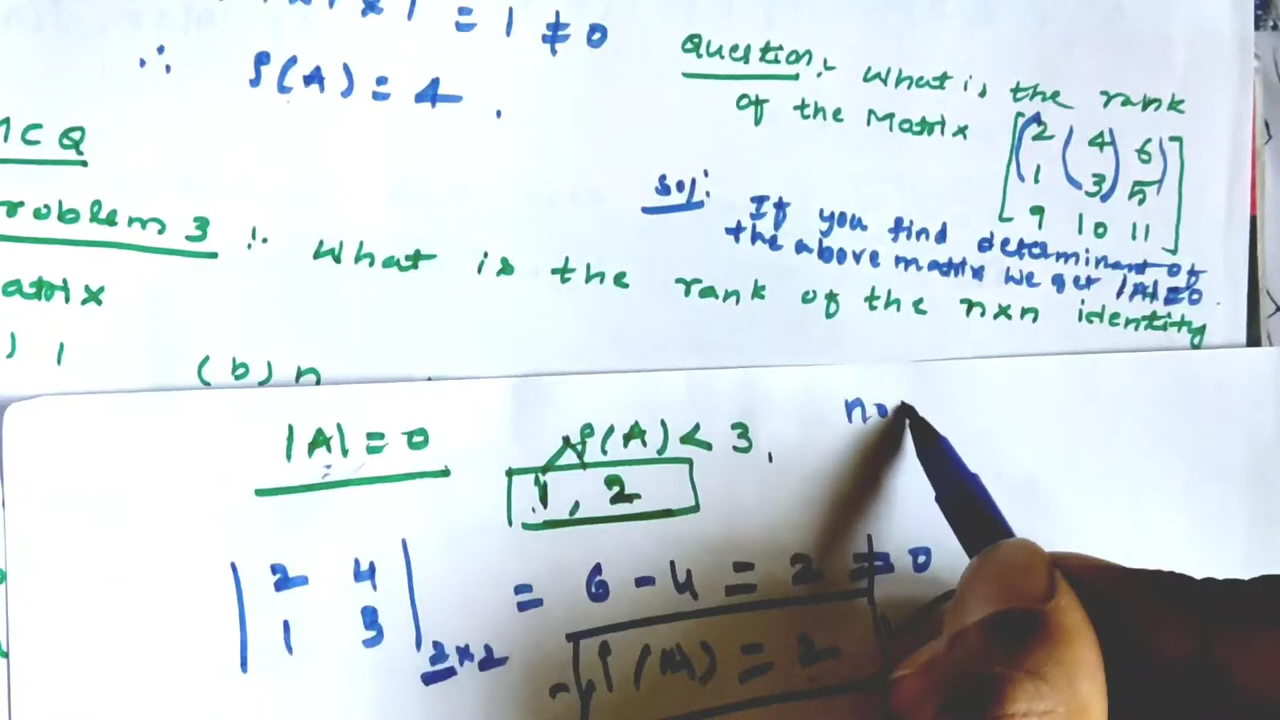 = 1 ≠ 0
∴ ρ(A) = 4 .
MCQ
Problem 3 :. What is the rank of the nxn identity
matrix
) 1 (b) n
Question:- What is the rank
of the Matrix [ 2 4 6
1 3 5
9 10 11 ]
Sol: If you find determinant of
the above matrix we get |A|=0 .
|A| = 0 ρ(A) < 3 .
1 , 2
| 2 4 | = 6 - 4 = 2 ≠ 0
| 1 3 | 2x2
ρ(A) = 2
no